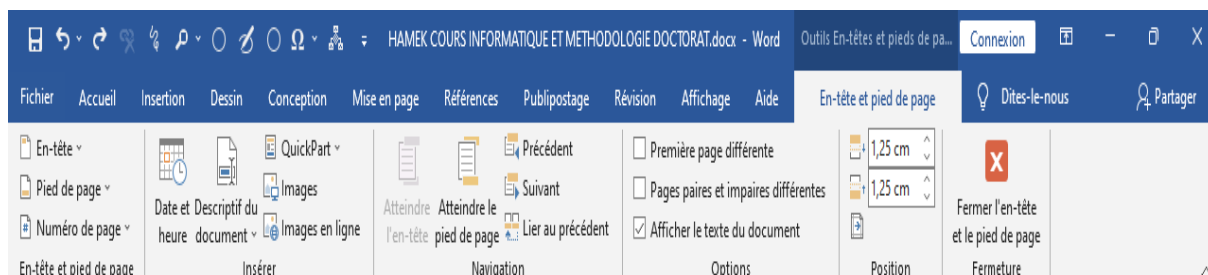 HAMEK COURS INFORMATIQUE ET METHODOLOGIE DOCTORAT.docx - Word Outils En-têtes et pieds de pa... Connexion
Fichier Accueil Insertion Dessin Conception Mise en page Références Publipostage Révision Affichage Aide En-tête et pied de page Dites-le-nous Partager
En-tête
Pied de page
Numéro de page
En-tête et pied de page
Date et heure
Descriptif du document
QuickPart
Images
Images en ligne
Insérer
Atteindre l'en-tête
Atteindre le pied de page
Précédent
Suivant
Lier au précédent
Navigation
Première page différente
Pages paires et impaires différentes
Afficher le texte du document
Options
1,25 cm
1,25 cm
Position
Fermer l'en-tête
et le pied de page
Fermeture